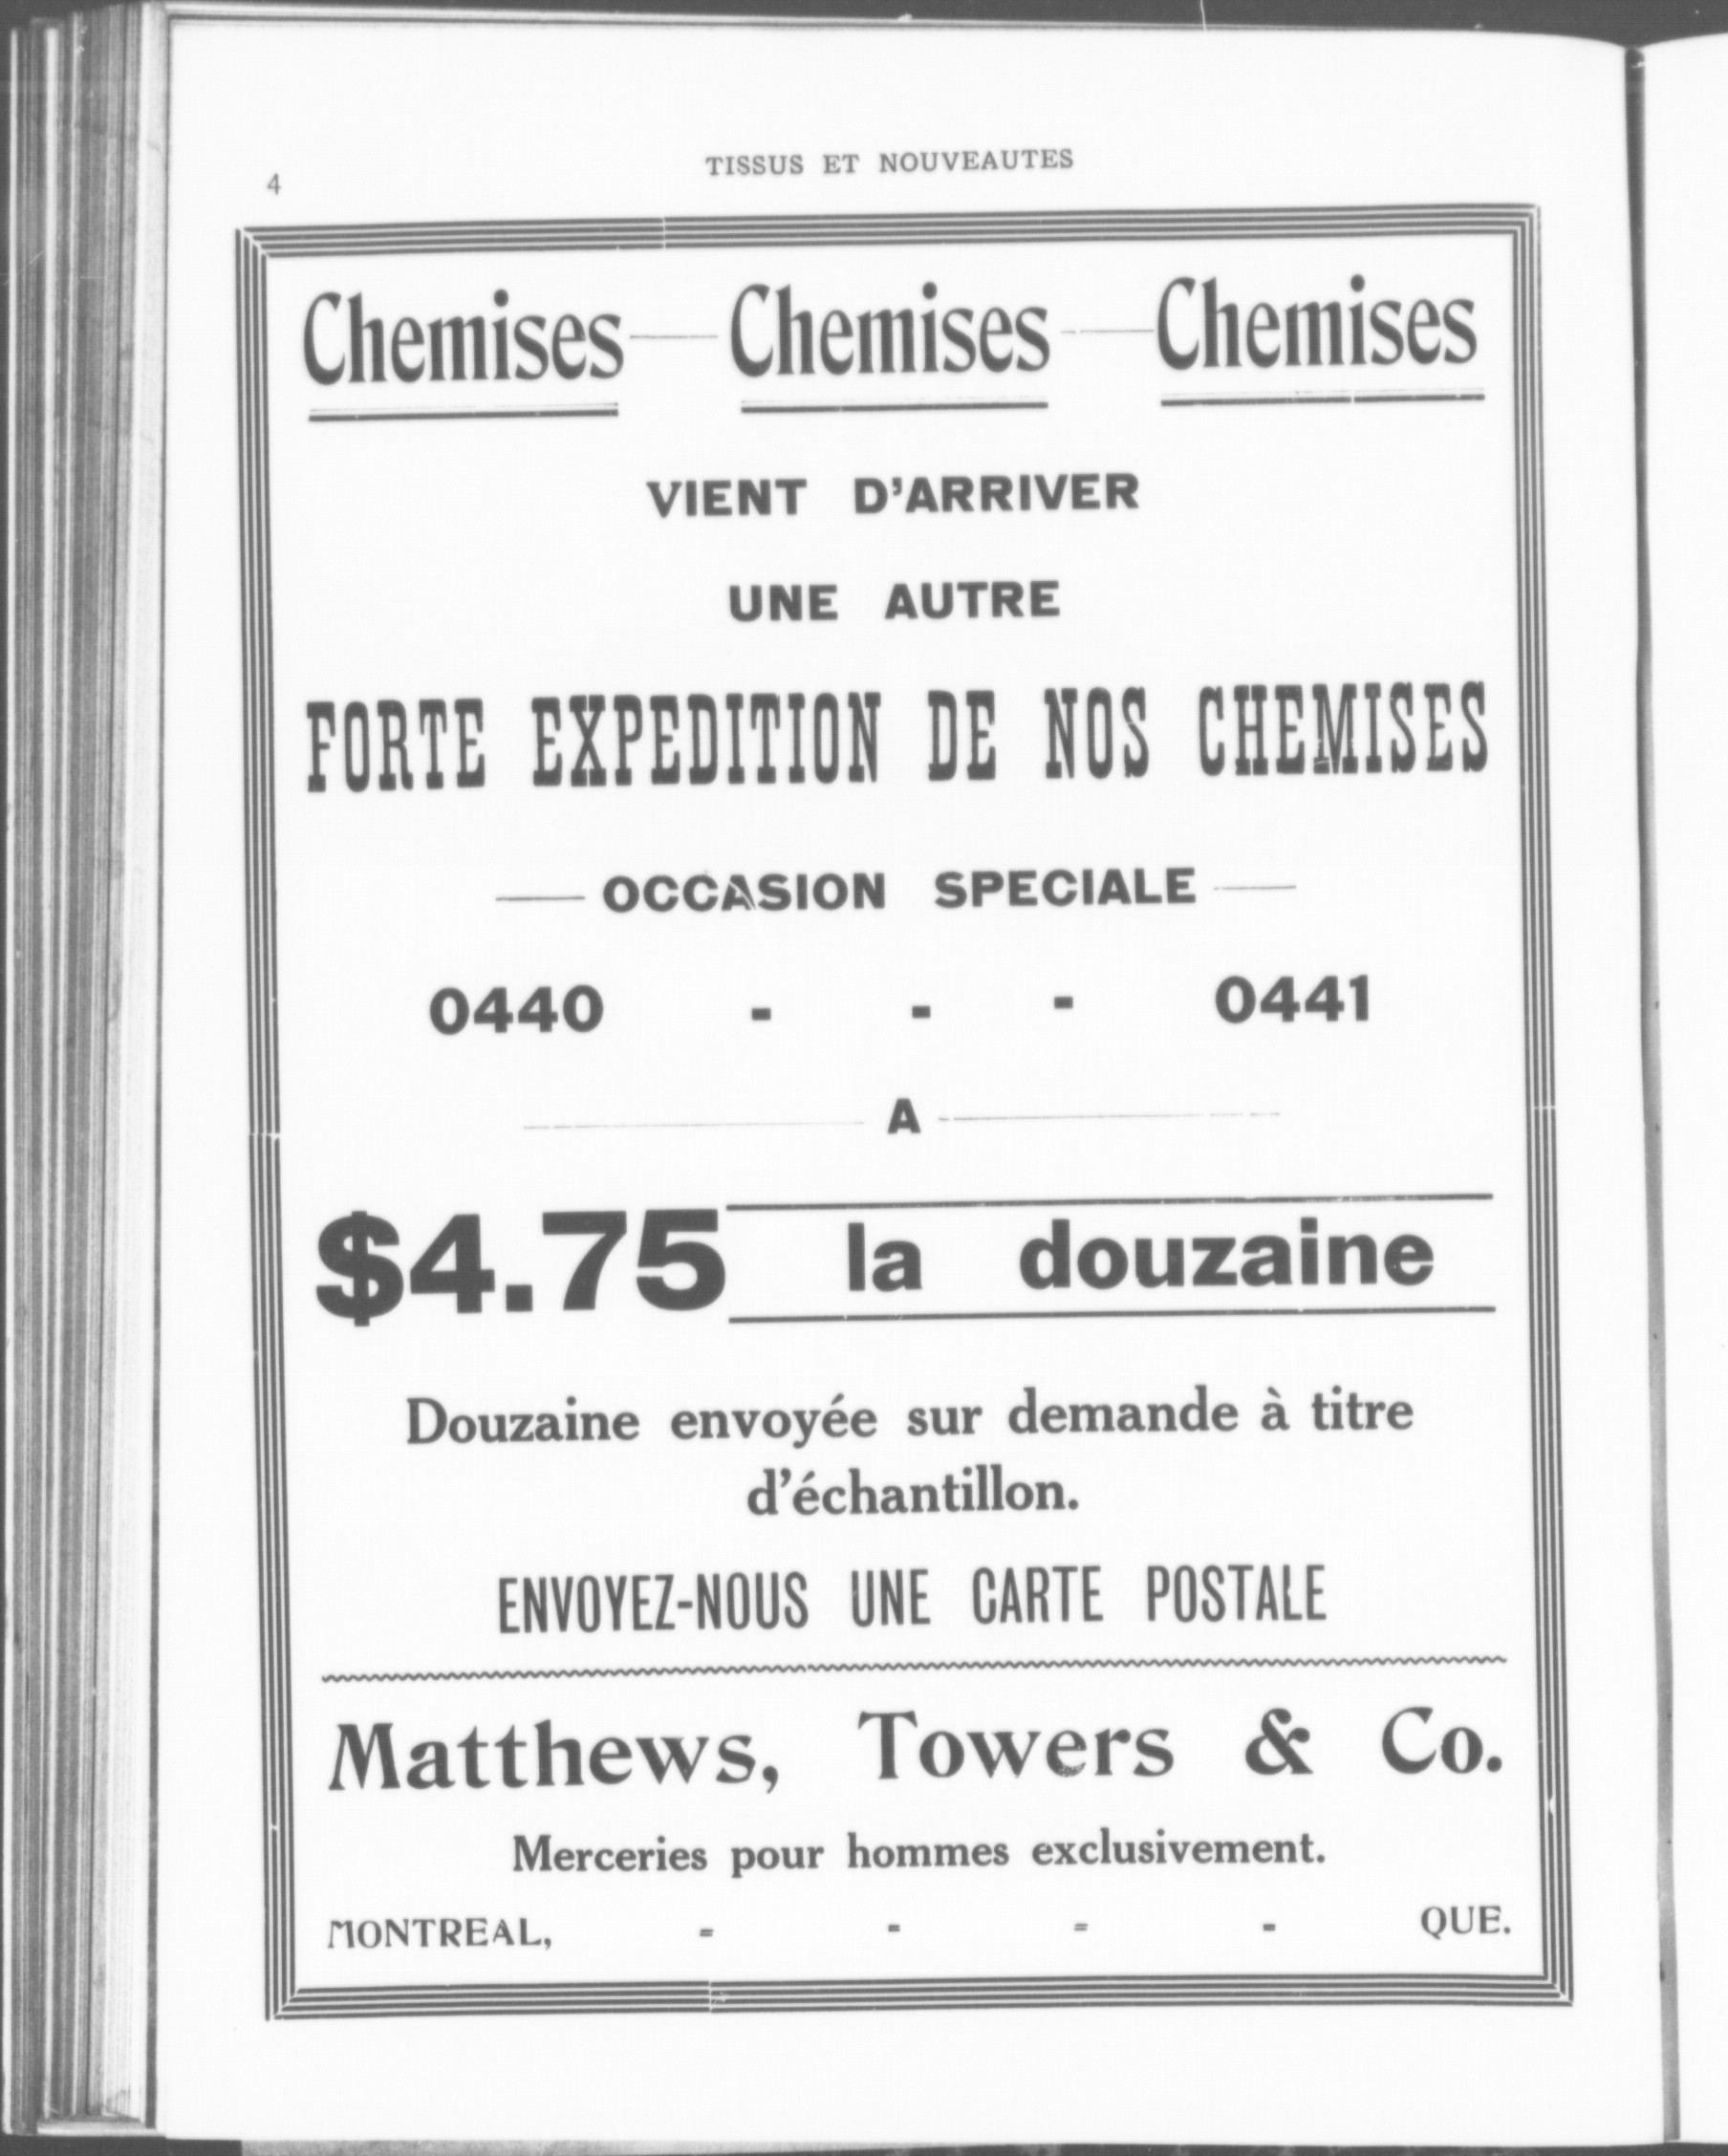 4
TISSUS ET NOUVEAUTES
Chemises — Chemises — Chemises
VIENT D'ARRIVER
UNE AUTRE
FORTE EXPEDITION DE NOS CHEMISES
— OCCASION SPECIALE —
0440 - - - 0441
A
$4.75 la douzaine
Douzaine envoyée sur demande à titre
d'échantillon.
ENVOYEZ-NOUS UNE CARTE POSTALE
Matthews, Towers & Co.
Merceries pour hommes exclusivement.
MONTREAL, - - - - QUE.